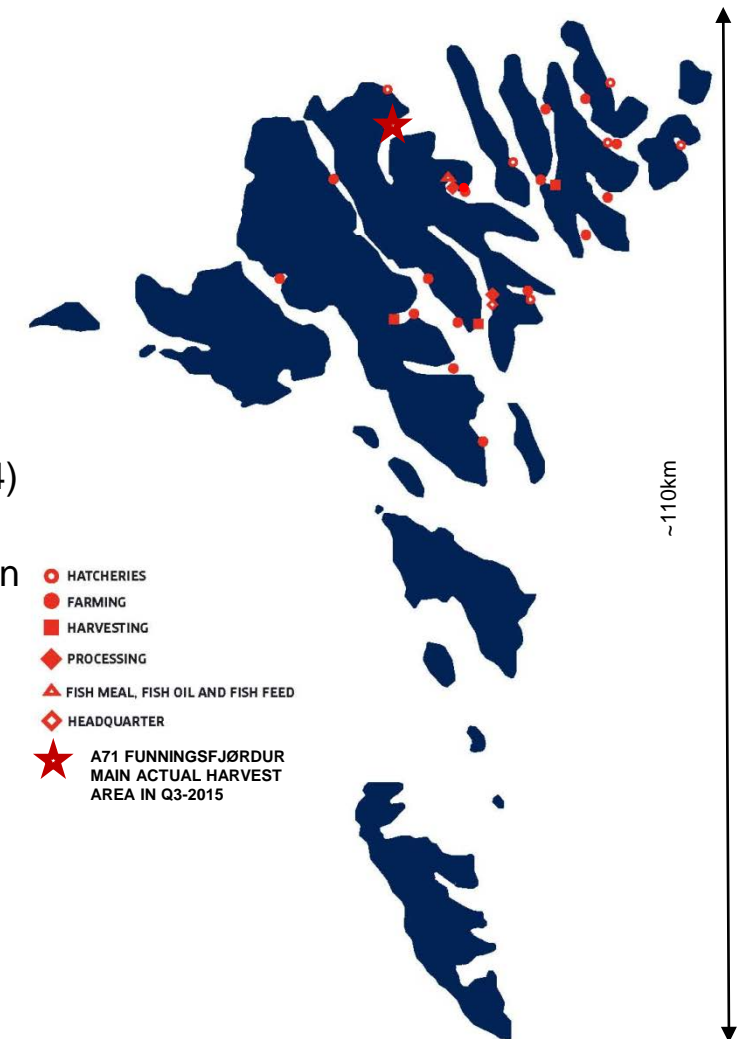 4)
n
HATCHERIES
FARMING
HARVESTING
PROCESSING
FISH MEAL, FISH OIL AND FISH FEED
HEADQUARTER
A71 FUNNINGSFJØRDUR
MAIN ACTUAL HARVEST
AREA IN Q3-2015
~110km